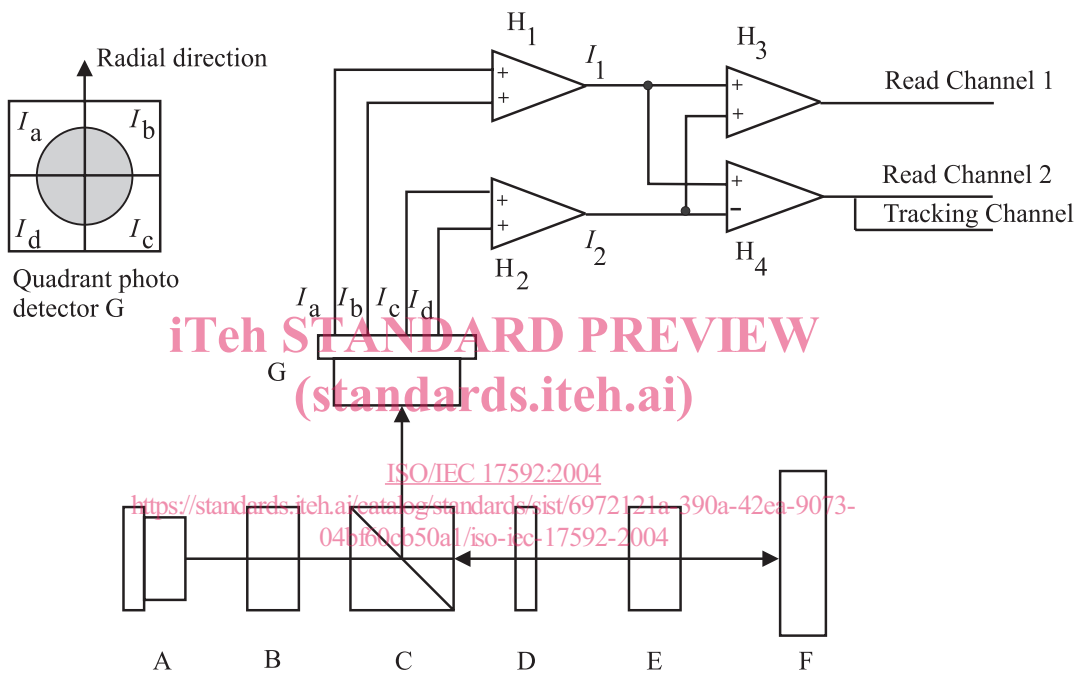 H1
I1
H3
Radial direction
Read Channel 1
Ia
Ib
+
+
+
+
Id
Ic
+
+
+
−
Read Channel 2
Tracking Channel
H2
I2
H4
Quadrant photo
detector G
Ia
Ib
Ic
Id
iTeh STANDARD PREVIEW
G
(standards.iteh.ai)
ISO/IEC 17592:2004
https://standards.iteh.ai/catalog/standards/sist/6972121a-390a-42ea-9073-
04bf60cb50a1/iso-iec-17592-2004
A
B
C
D
E
F